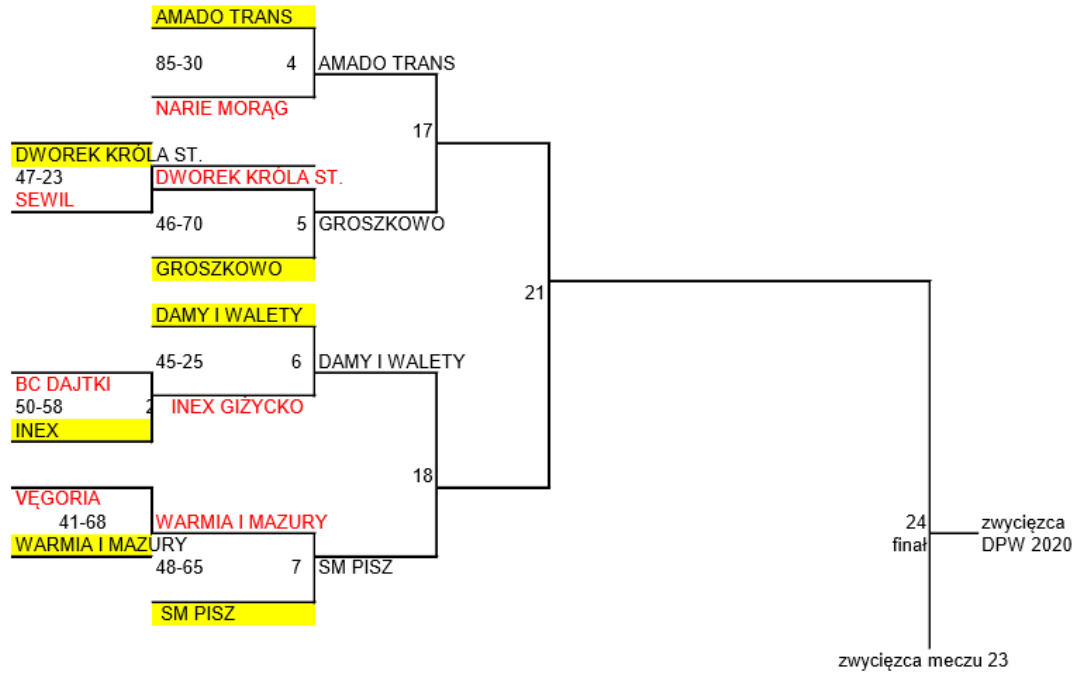 AMADO TRANS
85-30 4 AMADO TRANS
NARIE MORĄG
17
DWOREK KRÓLA ST.
47-23 DWOREK KRÓLA ST.
SEWIL
46-70 5 GROSZKOWO
GROSZKOWO
21
DAMY I WALETY
45-25 6 DAMY I WALETY
BC DAJTKI
50-58 2 INEX GIŻYCKO
INEX
18
VĘGORIA
41-68 WARMIA I MAZURY
24 zwycięzca
WARMIA I MAZURY
finał DPW 2020
48-65 7 SM PISZ
SM PISZ
zwycięzca meczu 23